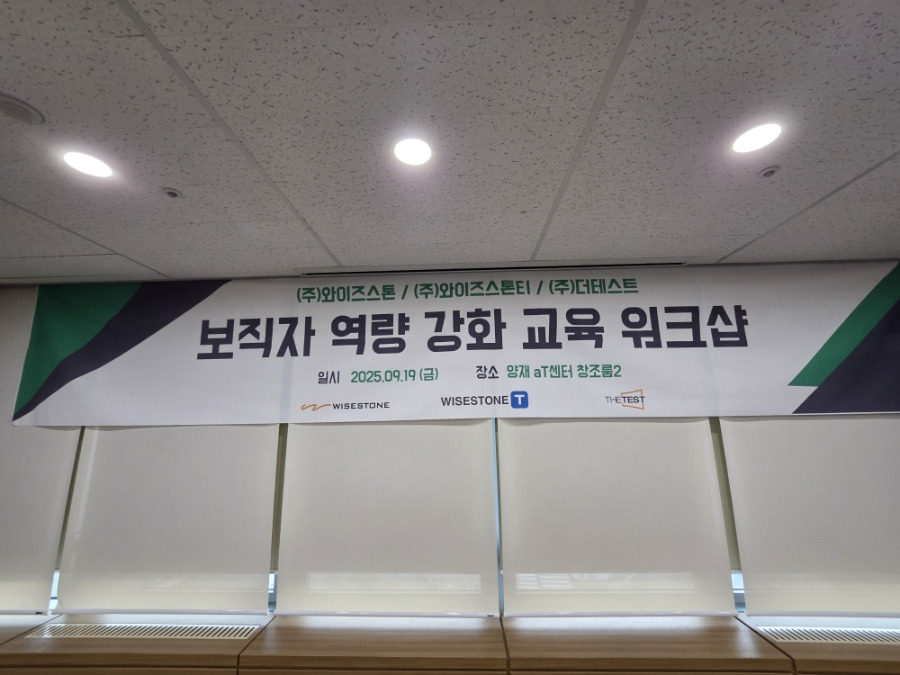 (주)와이즈스톤 / (주)와이즈스톤티 / (주)더테스트
보직자 역량 강화 교육 워크샵
일시 2025.09.19 (금) 장소 양재 aT센터 창조룸2
WISESTONE WISESTONE T THETEST